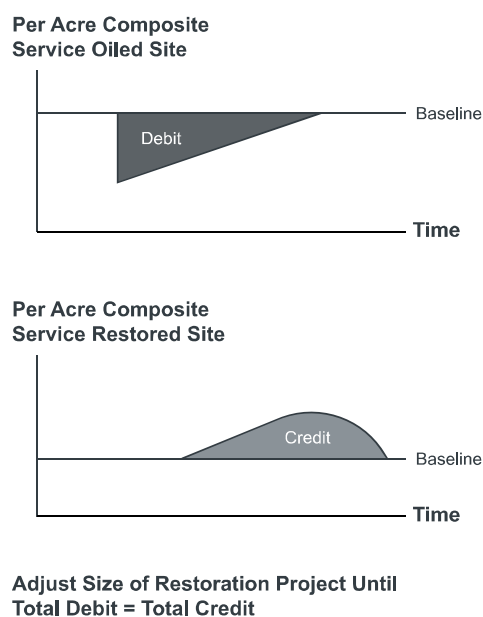 Per Acre Composite
Service Oiled Site
Baseline
Debit
Time
Per Acre Composite
Service Restored Site
Credit
Baseline
Time
Adjust Size of Restoration Project Until
Total Debit = Total Credit